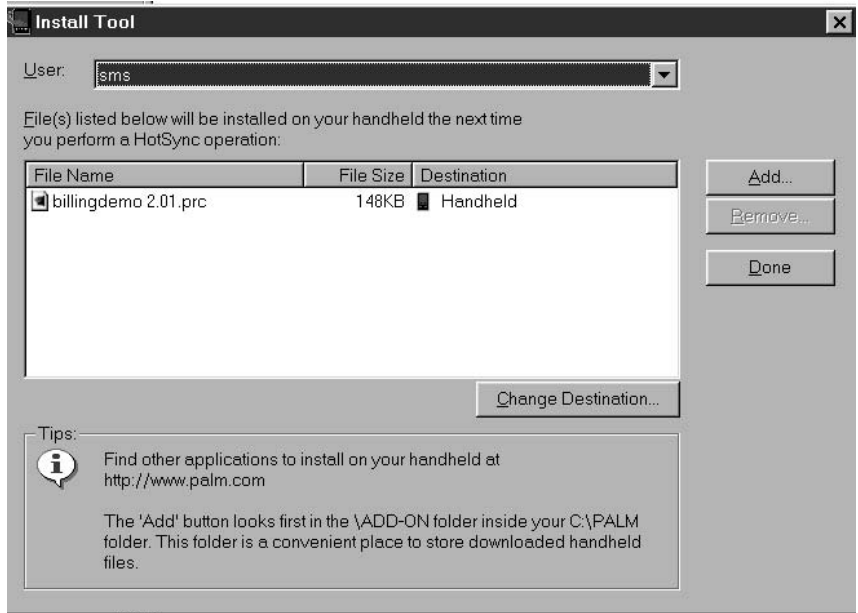 Install Tool
User: sms
File(s) listed below will be installed on your handheld the next time
you perform a HotSync operation:
File Name File Size Destination
billingdemo 2.01.prc 148KB Handheld
Add...
Remove...
Done
Change Destination...
Tips:
Find other applications to install on your handheld at
http://www.palm.com
The 'Add' button looks first in the \ADD-ON folder inside your C:\PALM
folder. This folder is a convenient place to store downloaded handheld
files.